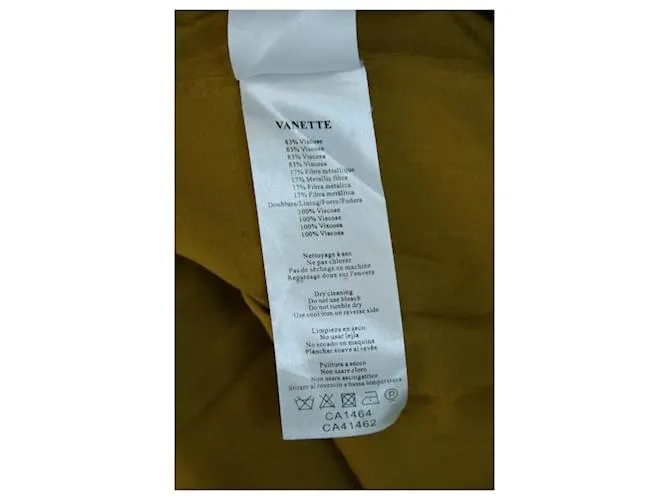 VANETTE
83% Viscose
83% Viscose
83% Viscosa
83% Viscosa
17% Fibre métallique
17% Metallic fibre
17% Fibra metalica
17% Fibra metallica
Doublure/Lining/Forro/Fodera
100% Viscose
100% Viscose
100% Viscosa
100% Viscosa
Nettoyage à sec
Ne pas chlorer
Pas de séchage en machine
Repassage doux sur l'envers
Dry cleaning
Do not use bleach
Do not tumble dry
Use cool iron on reverse side
Limpieza en seco
No usar lejia
No socado en maquina
Planchar suave al revés
Pulitura a secco
Non usare cloro
Non usare asciugatrice
Stirare al rovescio a bassa temperatura
P
CA1464
CA41462